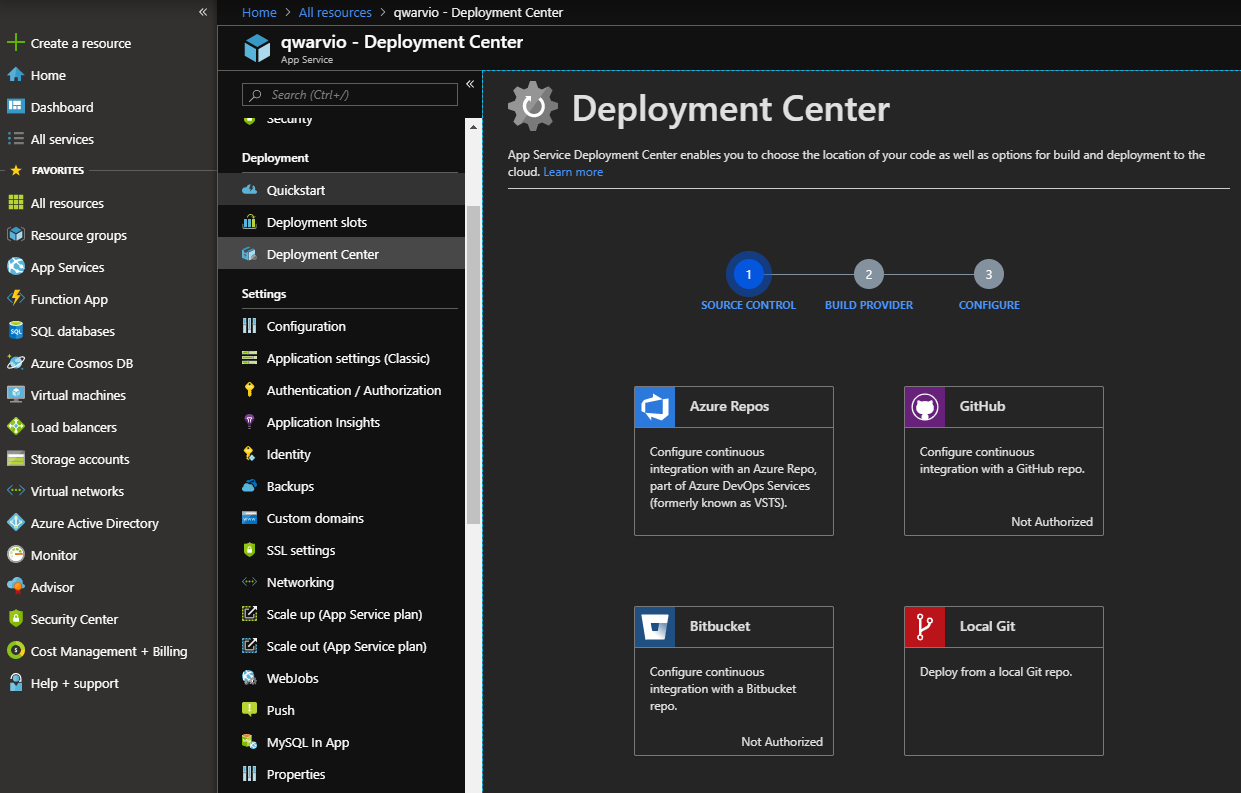 Home > All resources > qwarvio - Deployment Center
Create a resource
Home
Dashboard
All services
FAVORITES
All resources
Resource groups
App Services
Function App
SQL databases
Azure Cosmos DB
Virtual machines
Load balancers
Storage accounts
Virtual networks
Azure Active Directory
Monitor
Advisor
Security Center
Cost Management + Billing
Help + support
qwarvio - Deployment Center
App Service
Search (Ctrl+/)
Security
Deployment
Quickstart
Deployment slots
Deployment Center
Settings
Configuration
Application settings (Classic)
Authentication / Authorization
Application Insights
Identity
Backups
Custom domains
SSL settings
Networking
Scale up (App Service plan)
Scale out (App Service plan)
WebJobs
Push
MySQL In App
Properties
Deployment Center
App Service Deployment Center enables you to choose the location of your code as well as options for build and deployment to the
cloud. Learn more
1 2 3
SOURCE CONTROL BUILD PROVIDER CONFIGURE
Azure Repos
Configure continuous
integration with an Azure Repo,
part of Azure DevOps Services
(formerly known as VSTS).
GitHub
Configure continuous
integration with a GitHub repo.
Not Authorized
Bitbucket
Configure continuous
integration with a Bitbucket
repo.
Not Authorized
Local Git
Deploy from a local Git repo.